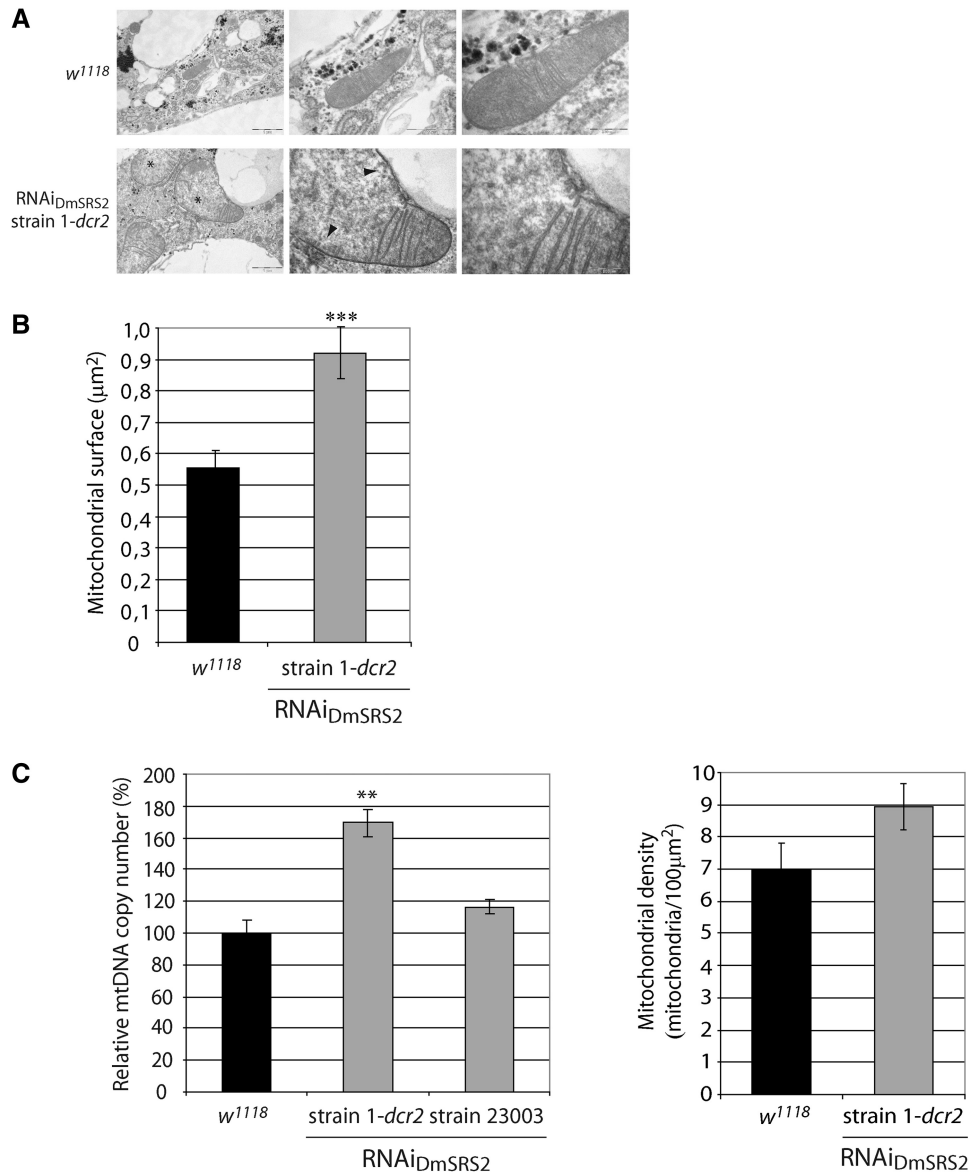 A
w1118
RNAiDmSRS2
strain 1-dcr2
*
*
B
Mitochondrial surface (μm2)
1,0
0,9
0,8
0,7
0,6
0,5
0,4
0,3
0,2
0,1
0
***
w1118
strain 1-dcr2
RNAiDmSRS2
C
Relative mtDNA copy number (%)
200
180
160
140
120
100
80
60
40
20
0
**
w1118
strain 1-dcr2
strain 23003
RNAiDmSRS2
Mitochondrial density
(mitochondria/100μm2)
10
9
8
7
6
5
4
3
2
1
0
w1118
strain 1-dcr2
RNAiDmSRS2